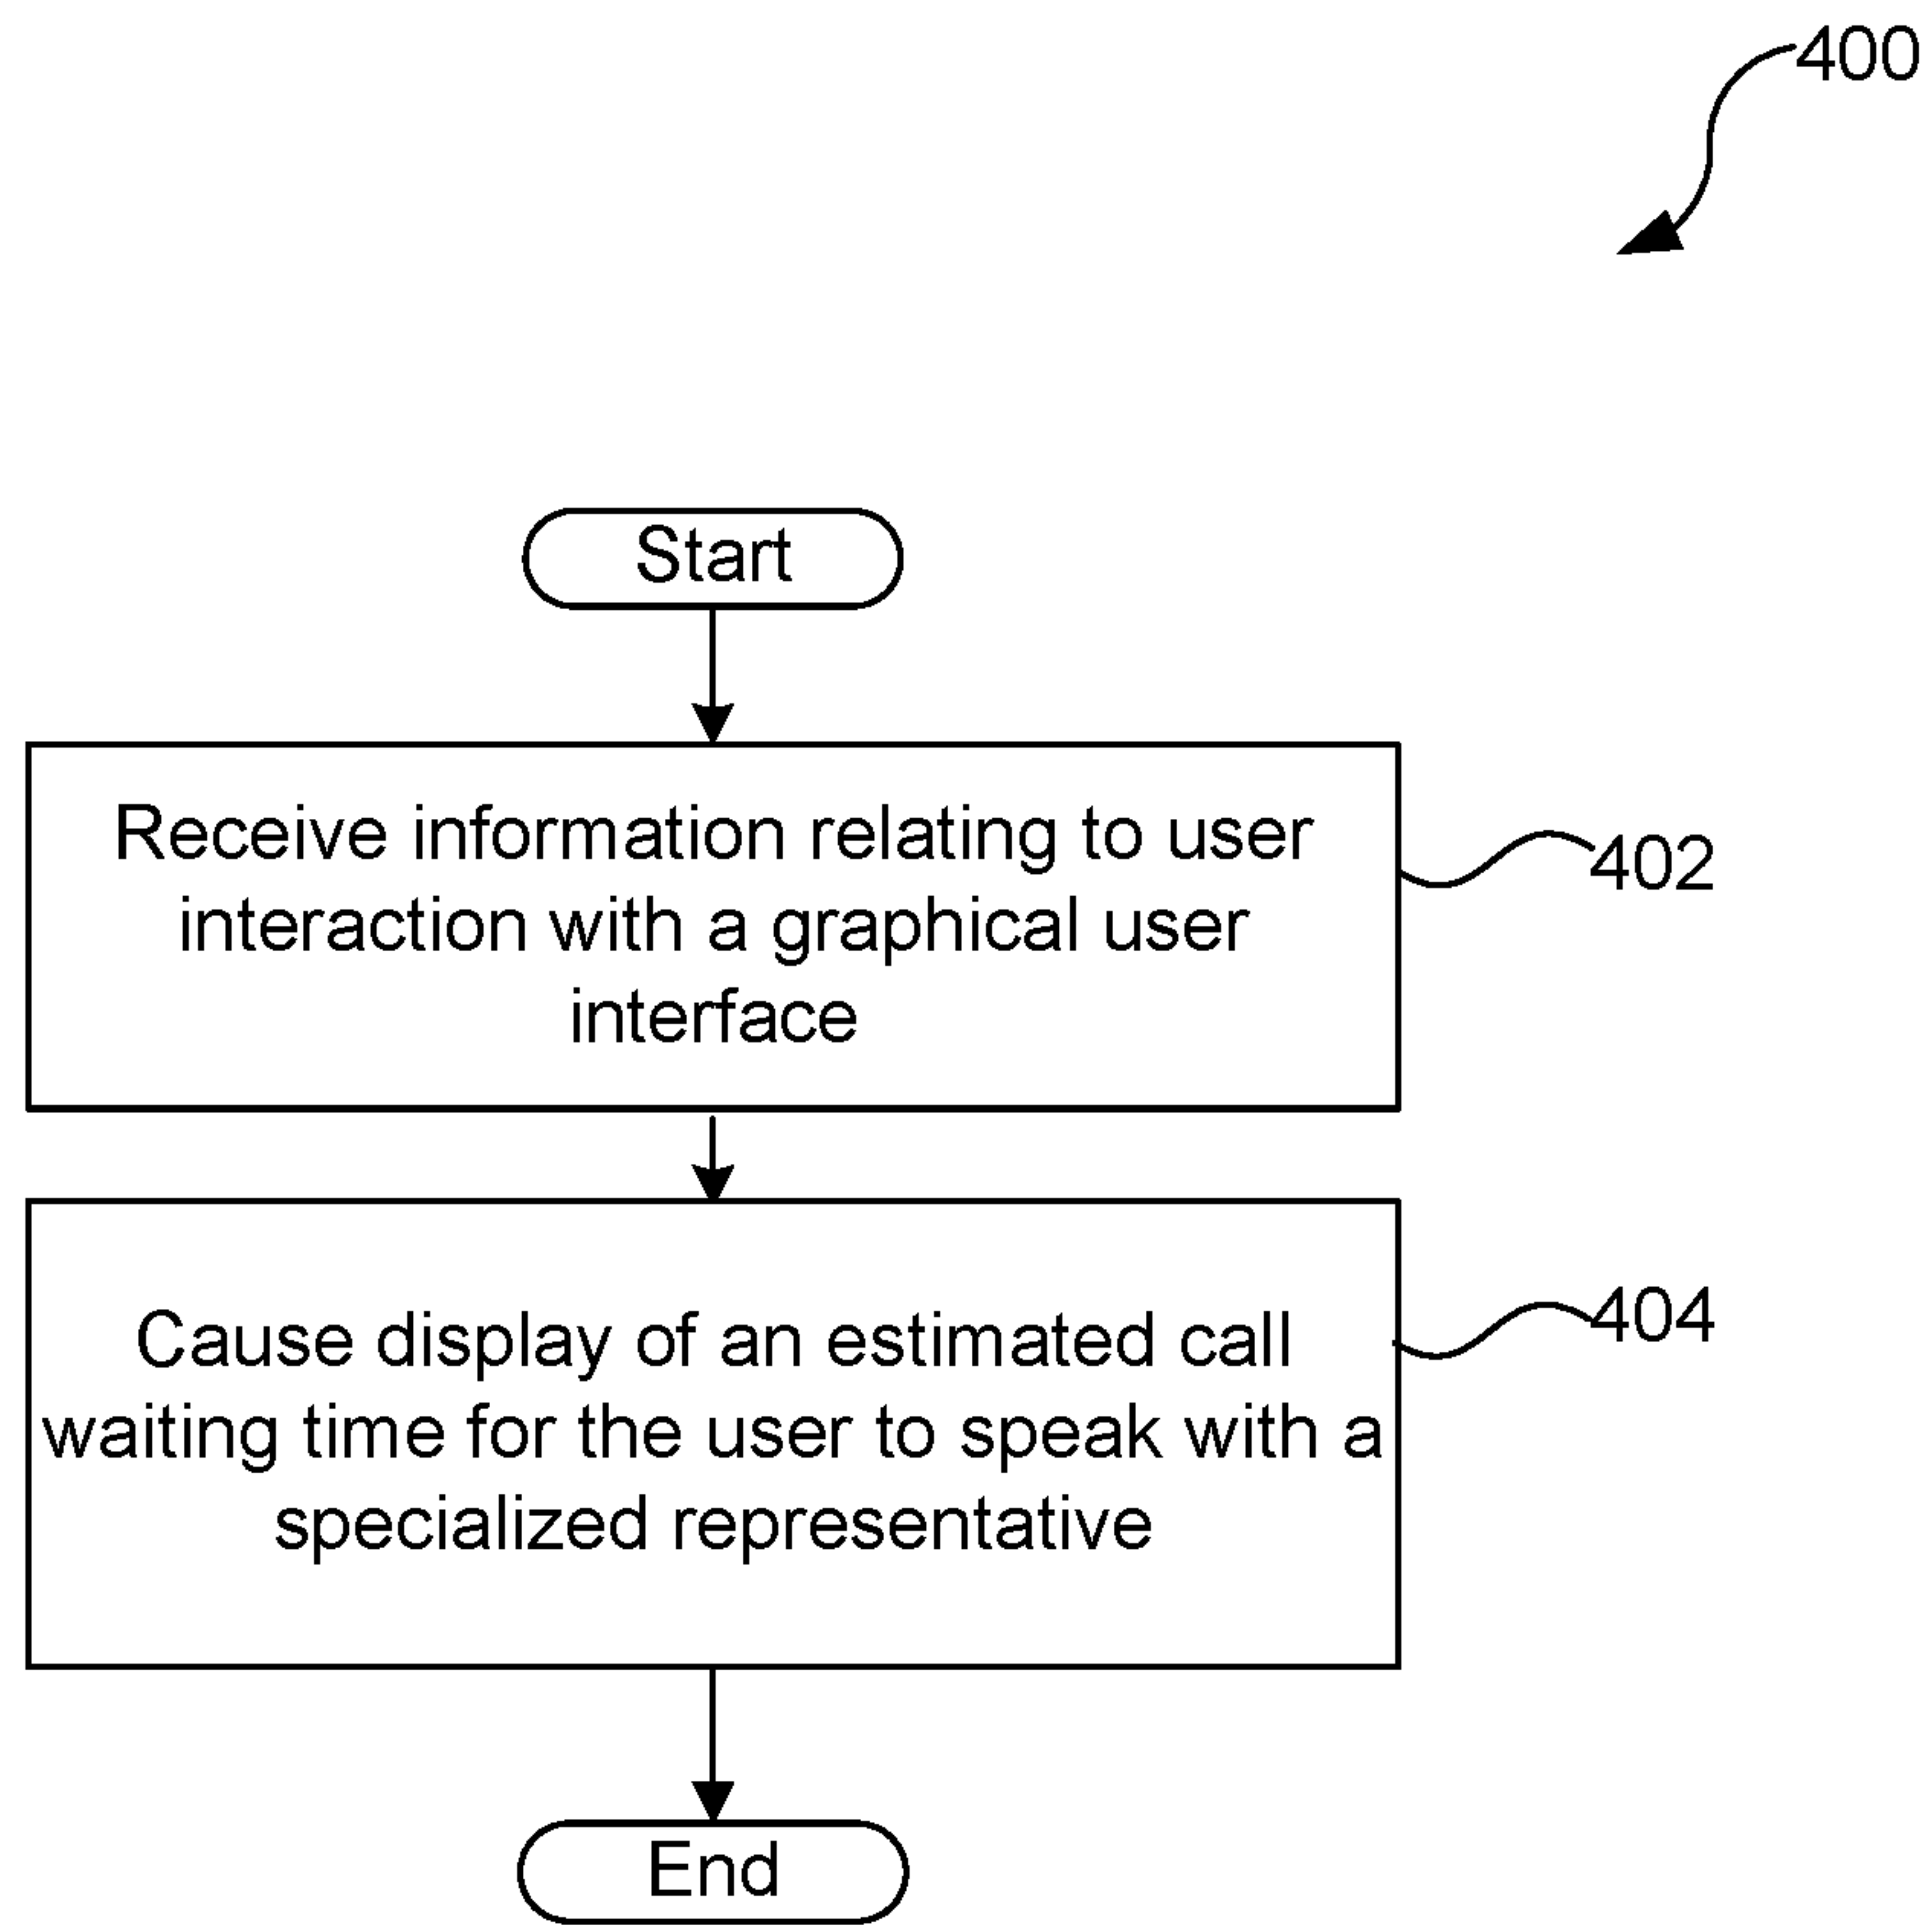 400
Start
Receive information relating to user
interaction with a graphical user
interface
402
Cause display of an estimated call
waiting time for the user to speak with a
specialized representative
404
End